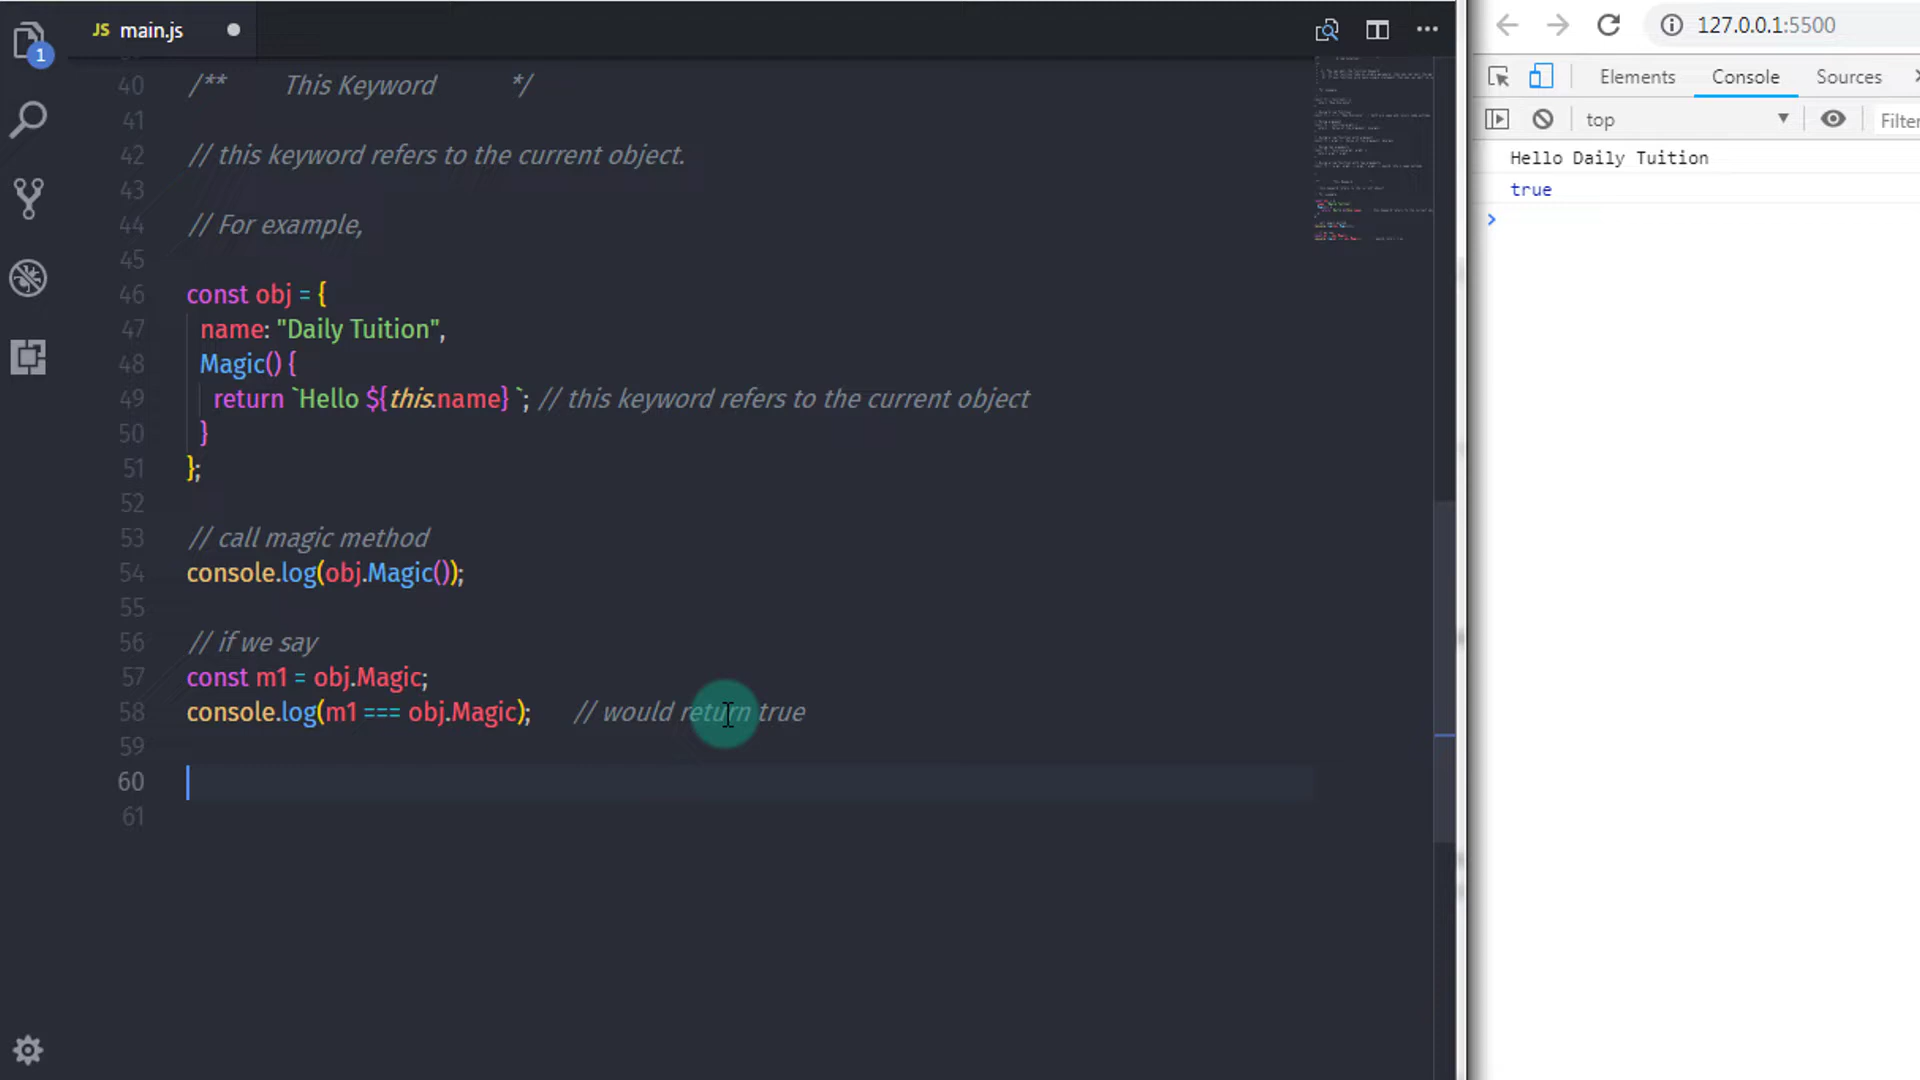 JS main.js
1
40 /** This Keyword */
41
42 // this keyword refers to the current object.
43
44 // For example,
45
46 const obj = {
47 name: "Daily Tuition",
48 Magic() {
49 return `Hello ${this.name} `; // this keyword refers to the current object
50 }
51 };
52
53 // call magic method
54 console.log(obj.Magic());
55
56 // if we say
57 const m1 = obj.Magic;
58 console.log(m1 === obj.Magic); // would return true
59
60
61
127.0.0.1:5500
Elements Console Sources
top Filter
Hello Daily Tuition
true